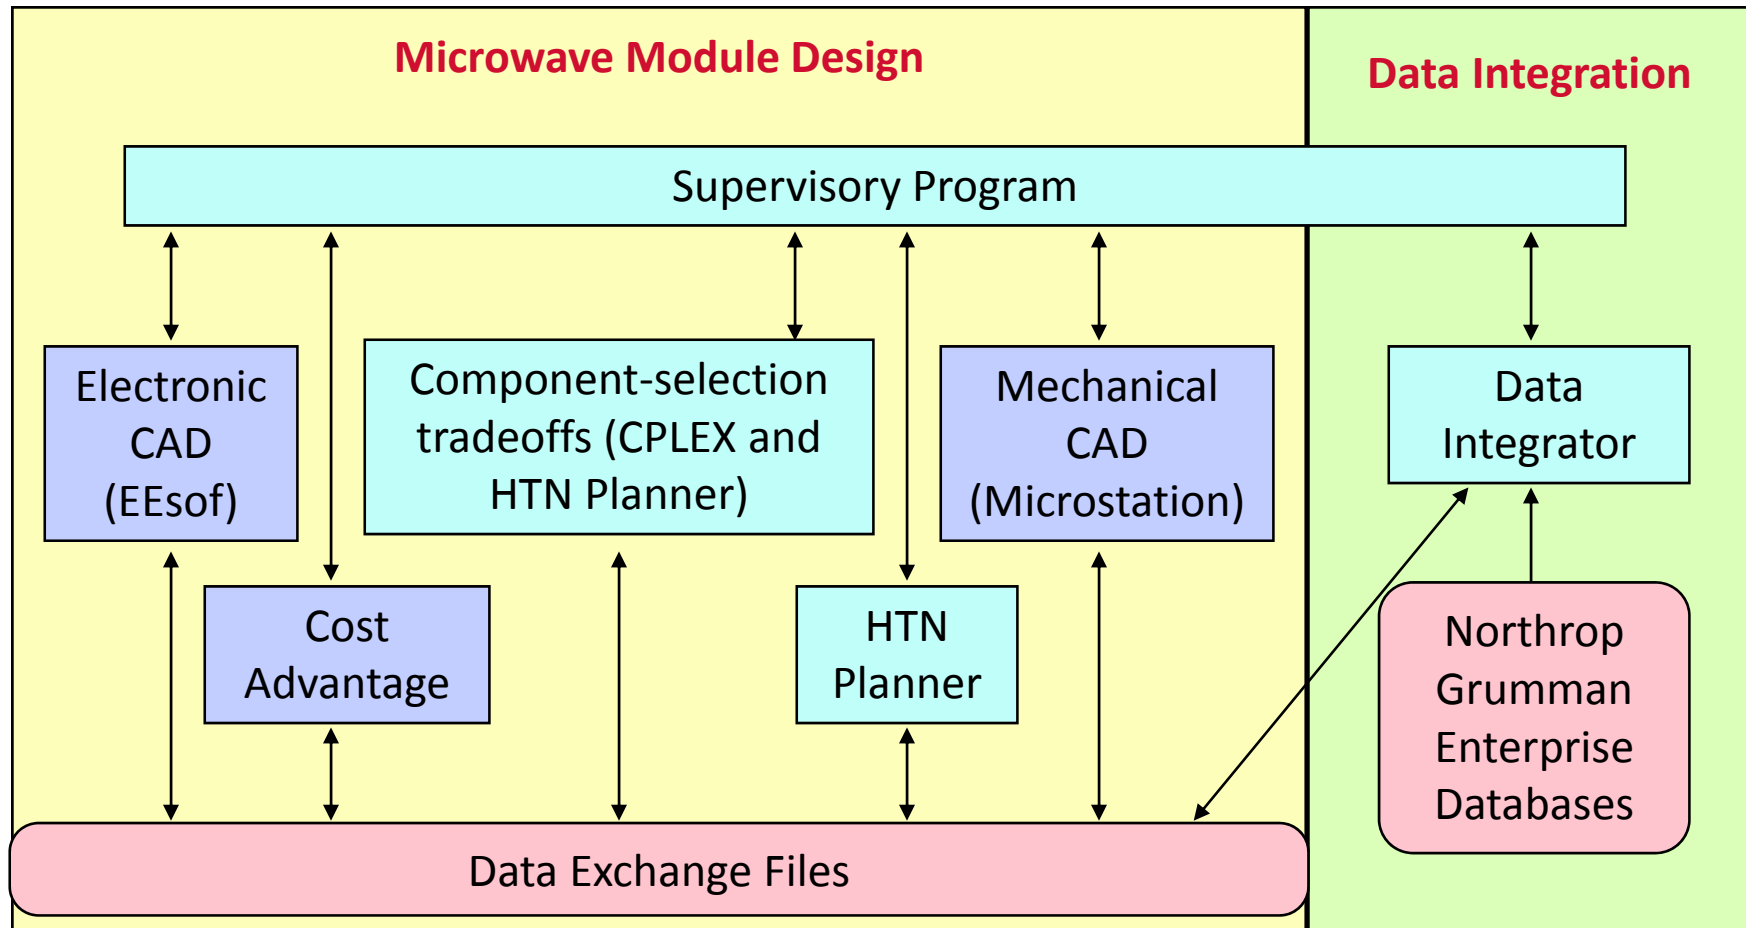 Microwave Module Design
Data Integration
Supervisory Program
Electronic
CAD
(EEsof)
Component-selection
tradeoffs (CPLEX and
HTN Planner)
Mechanical
CAD
(Microstation)
Data
Integrator
Cost
Advantage
HTN
Planner
Northrop
Grumman
Enterprise
Databases
Data Exchange Files